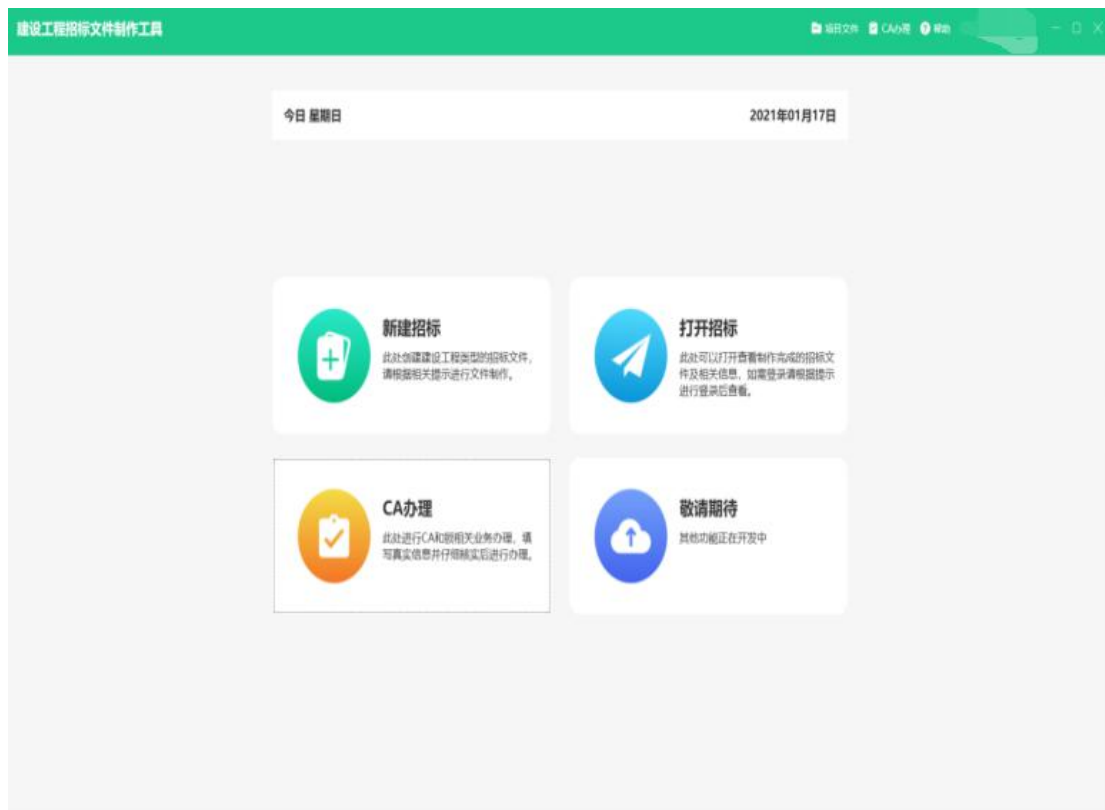 建设工程招标文件制作工具
项目文件 CA办理 帮助
今日 星期日
2021年01月17日
新建招标
此处创建建设工程类型的招标文件，
请根据相关提示进行文件制作。
打开招标
此处可以打开查看制作完成的招标文
件及相关信息，如需登录请根据提示
进行登录后查看。
CA办理
此处进行CA和锁相关业务办理，填
写真实信息并仔细核实后进行办理。
敬请期待
其他功能正在开发中